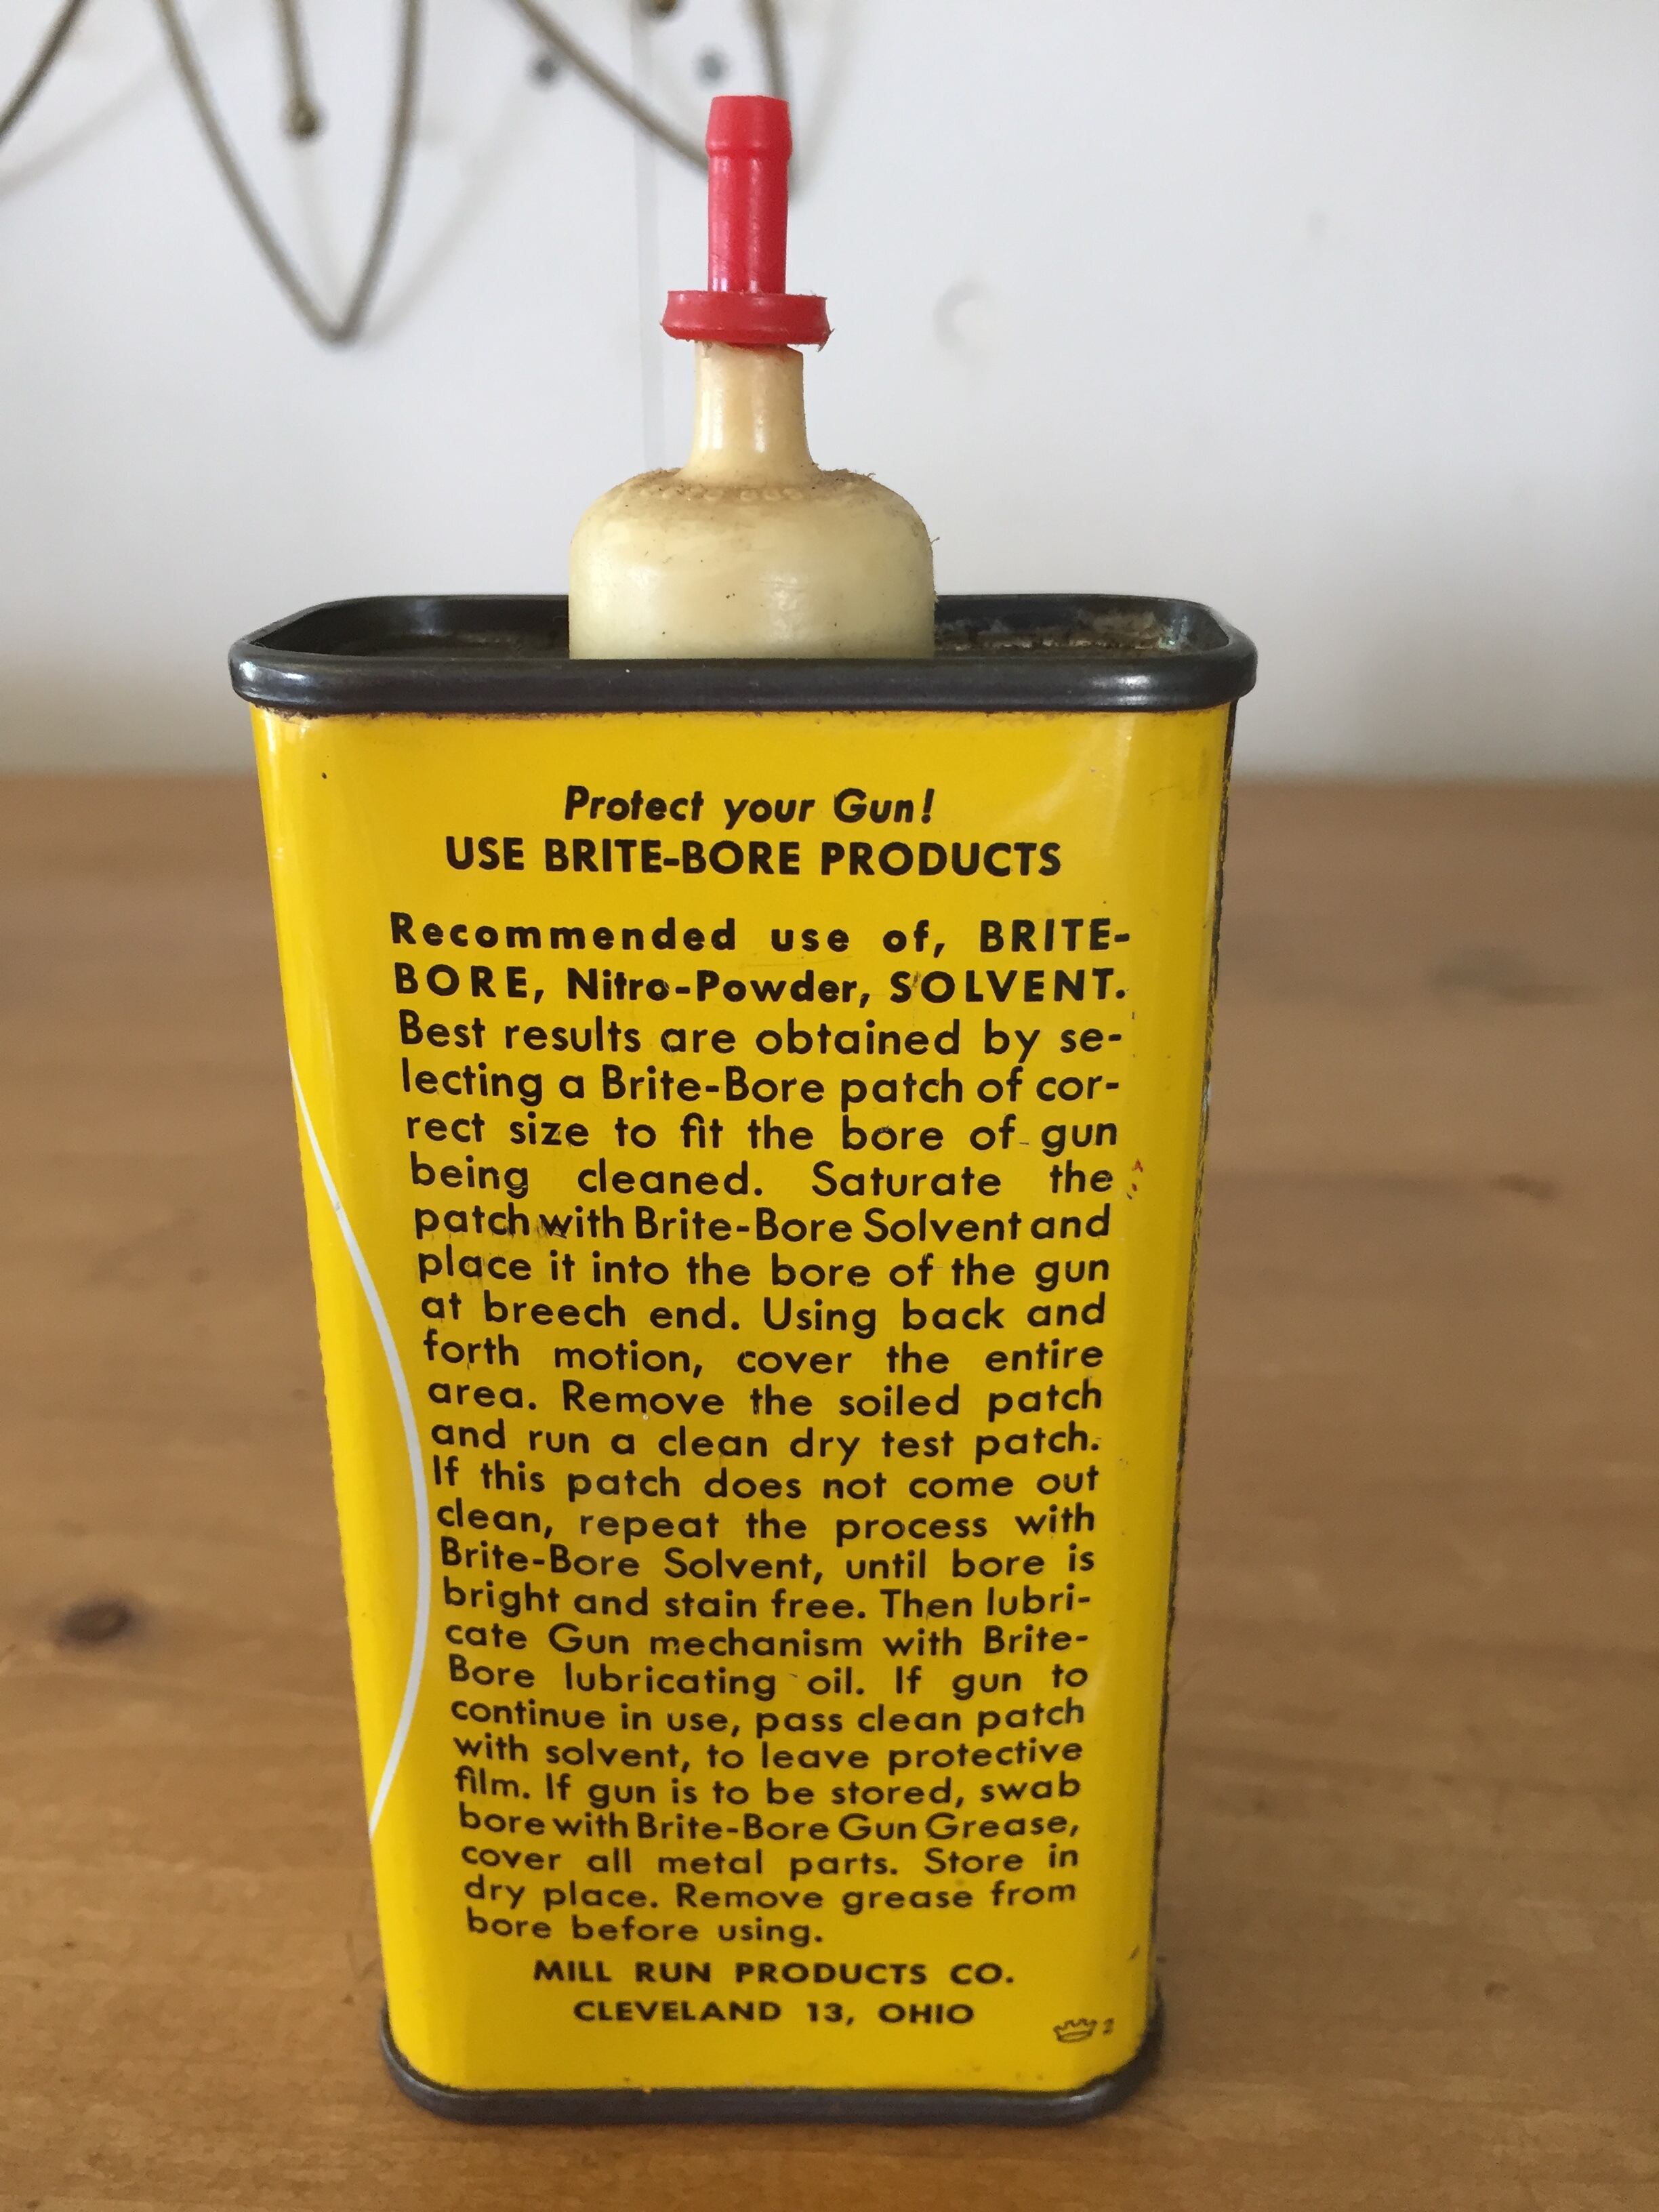 Protect your Gun!
USE BRITE-BORE PRODUCTS
Recommended use of, BRITE-
BORE, Nitro-Powder, SOLVENT.
Best results are obtained by se-
lecting a Brite-Bore patch of cor-
rect size to fit the bore of gun
being cleaned. Saturate the
patch with Brite-Bore Solvent and
place it into the bore of the gun
at breech end. Using back and
forth motion, cover the entire
area. Remove the soiled patch
and run a clean dry test patch.
If this patch does not come out
clean, repeat the process with
Brite-Bore Solvent, until bore is
bright and stain free. Then lubri-
cate Gun mechanism with Brite-
Bore lubricating oil. If gun to
continue in use, pass clean patch
with solvent, to leave protective
film. If gun is to be stored, swab
bore with Brite-Bore Gun Grease,
cover all metal parts. Store in
dry place. Remove grease from
bore before using.
MILL RUN PRODUCTS CO.
CLEVELAND 13, OHIO
2